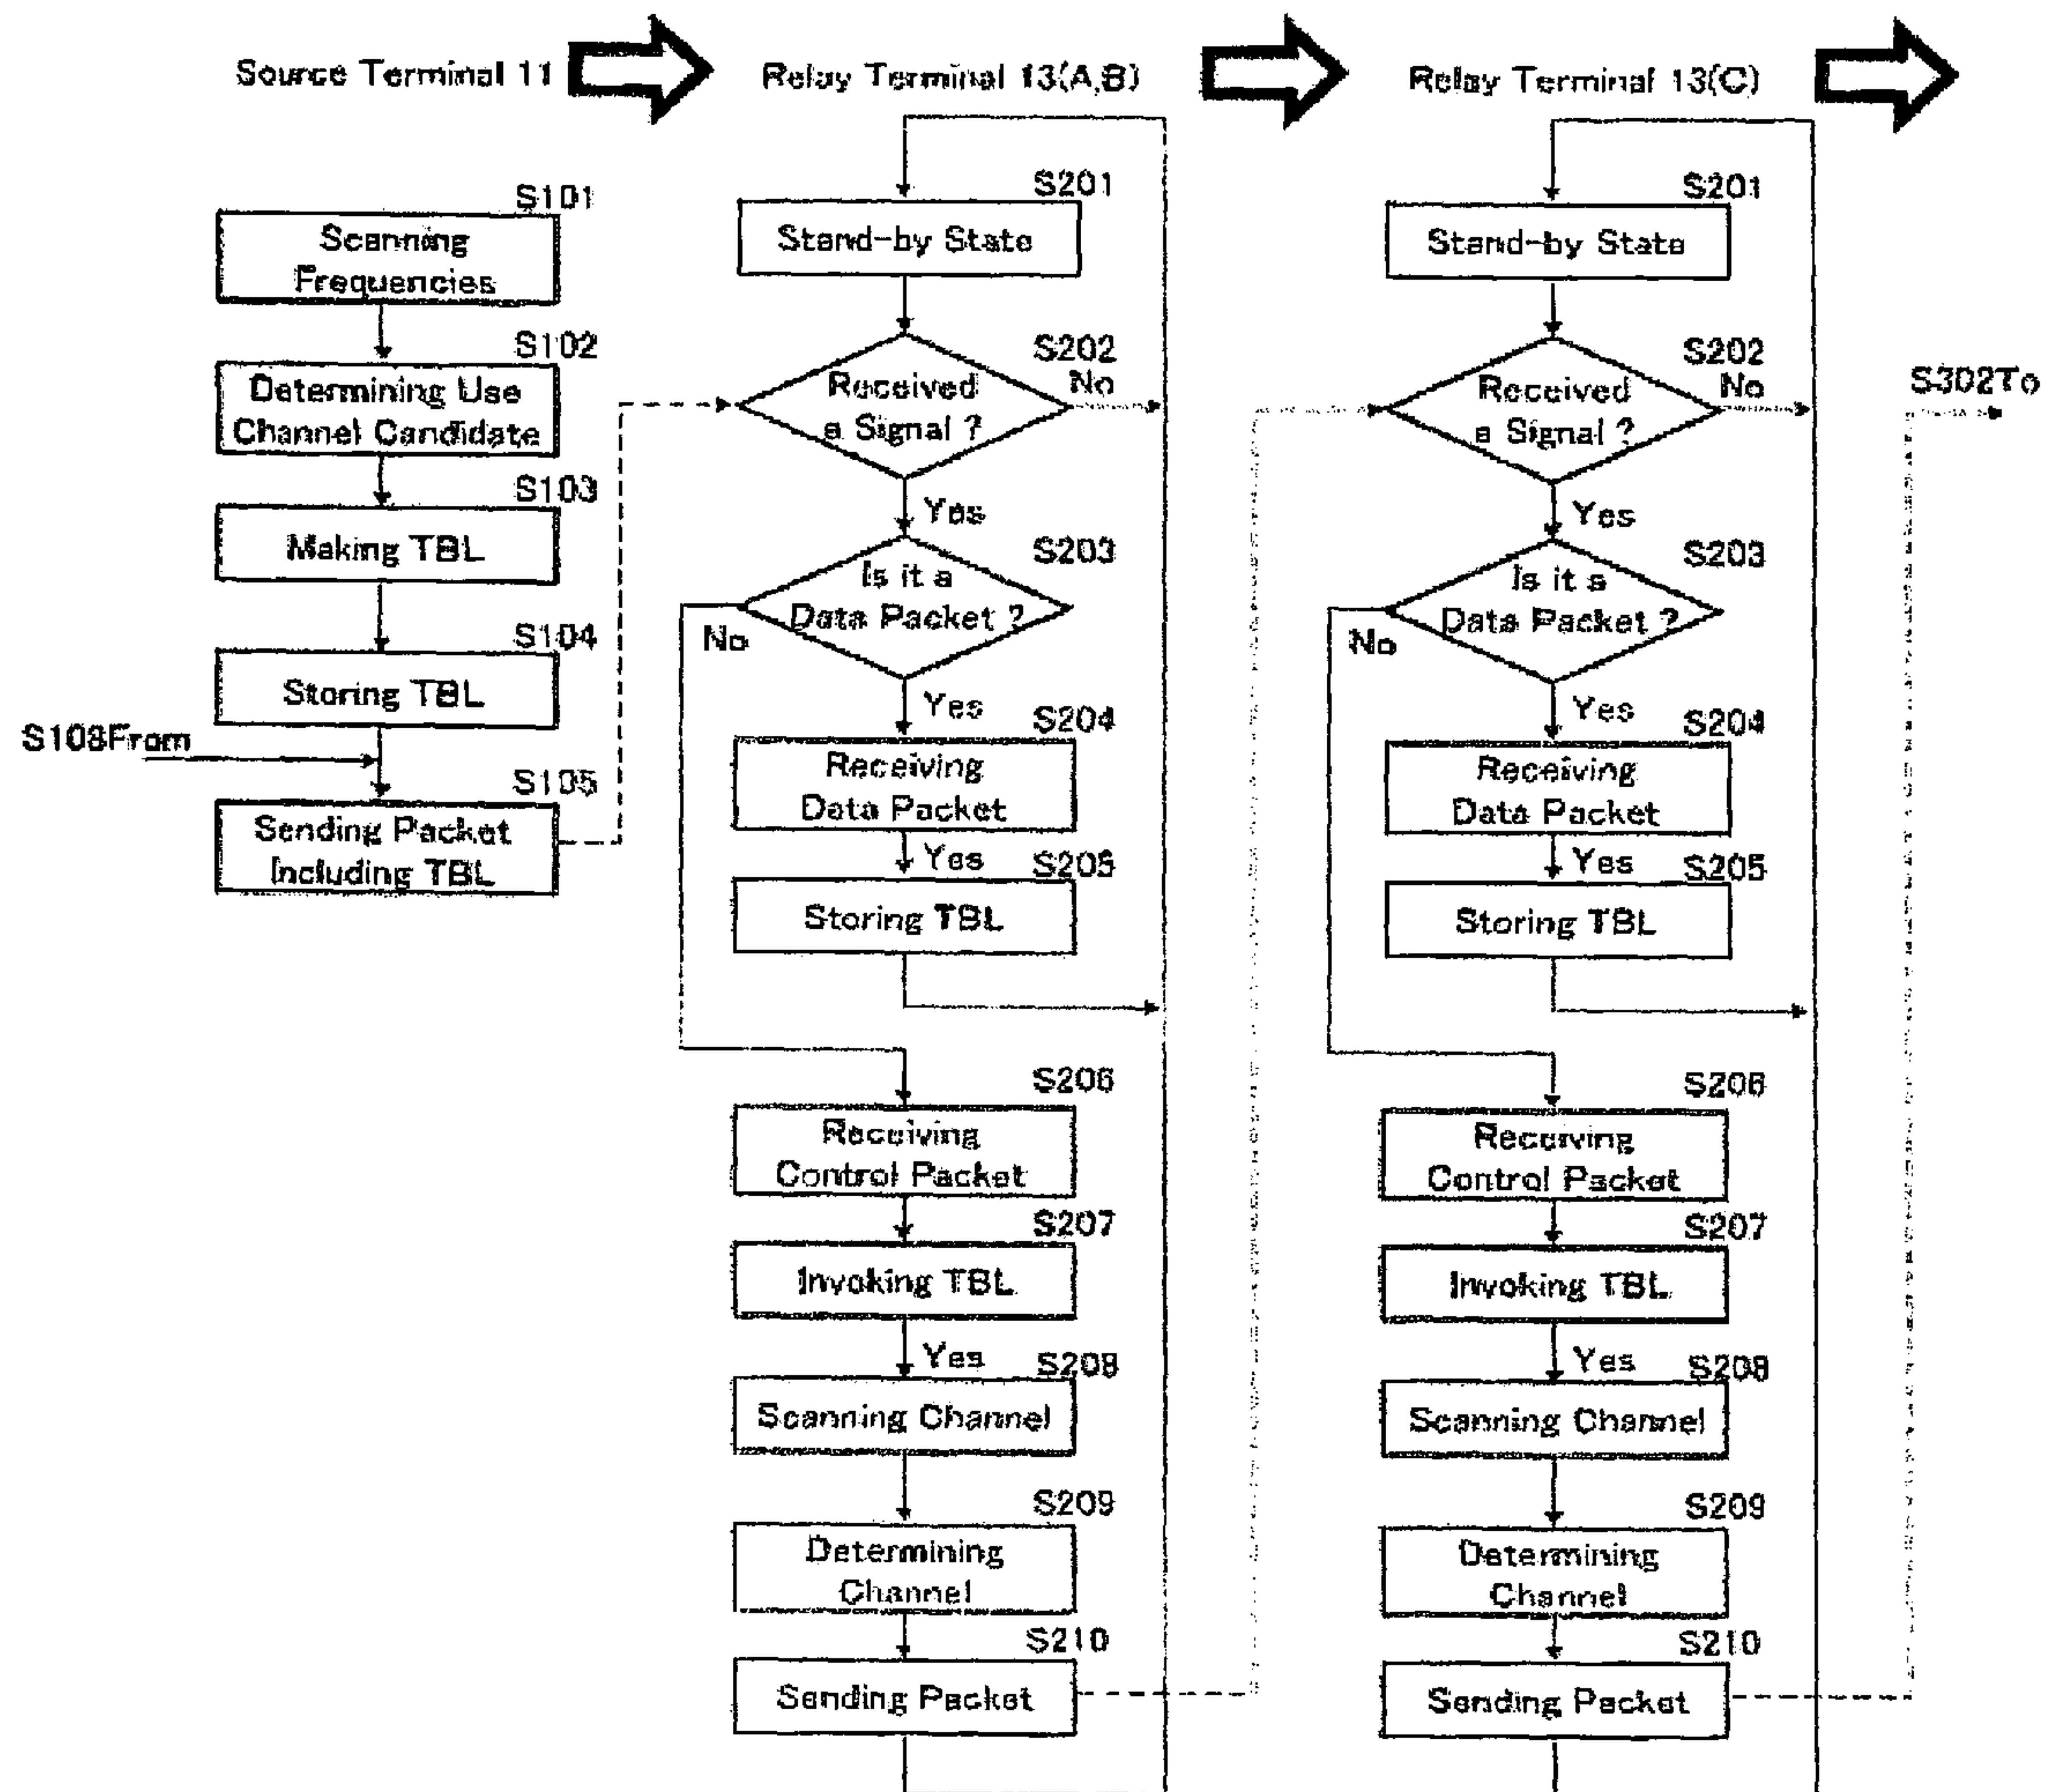 Source Terminal 11
Relay Terminal 13(A,B)
Relay Terminal 13(C)
S101
Scanning
Frequencies
S102
Determining Use
Channel Candidate
S103
Making TBL
S104
Storing TBL
S108From
S105
Sending Packet
Including TBL
S201
Stand-by State
S202
No
Received
a Signal ?
Yes
S203
Is it a
Data Packet ?
No
Yes
S204
Receiving
Data Packet
Yes
S205
Storing TBL
S206
Receiving
Control Packet
S207
Invoking TBL
Yes
S208
Scanning Channel
S209
Determining
Channel
S210
Sending Packet
S201
Stand-by State
S202
No
Received
a Signal ?
Yes
S203
Is it a
Data Packet ?
No
Yes
S204
Receiving
Data Packet
Yes
S205
Storing TBL
S206
Receiving
Control Packet
S207
Invoking TBL
Yes
S208
Scanning Channel
S209
Determining
Channel
S210
Sending Packet
S302To